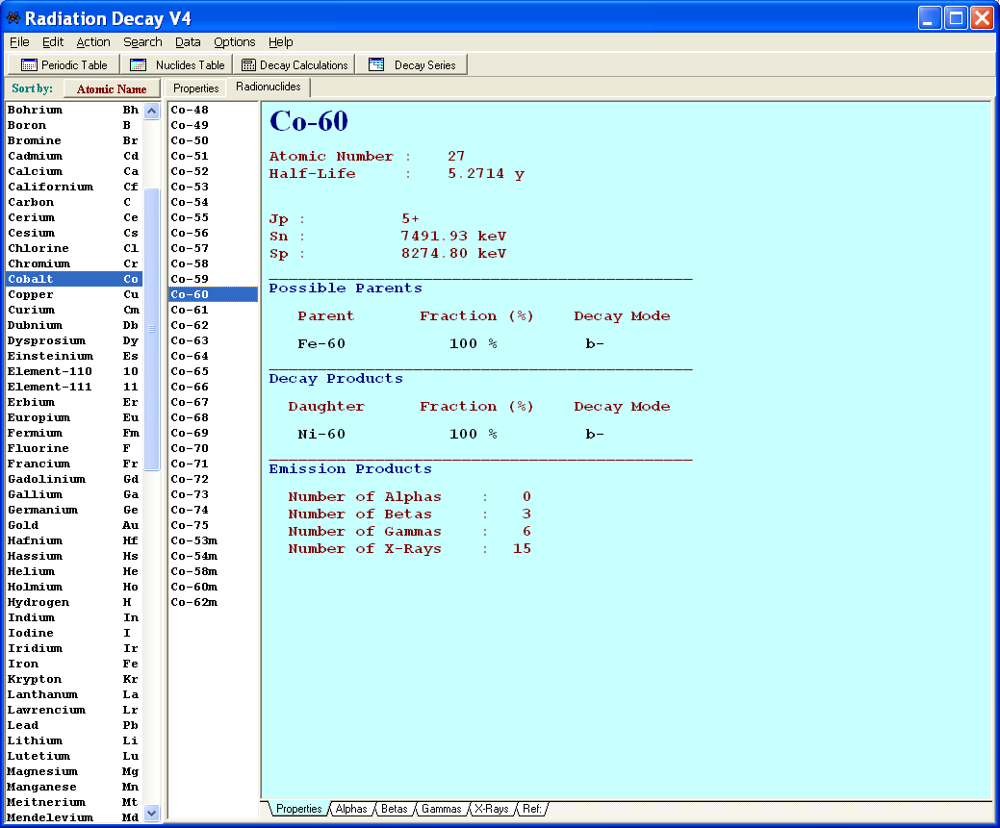 Radiation Decay V4
File Edit Action Search Data Options Help
Periodic Table Nuclides Table Decay Calculations Decay Series
Sort by: Atomic Name Properties Radionuclides
Bohrium Bh
Boron B
Bromine Br
Cadmium Cd
Calcium Ca
Californium Cf
Carbon C
Cerium Ce
Cesium Cs
Chlorine Cl
Chromium Cr
Cobalt Co
Copper Cu
Curium Cm
Dubnium Db
Dysprosium Dy
Einsteinium Es
Element-110 10
Element-111 11
Erbium Er
Europium Eu
Fermium Fm
Fluorine F
Francium Fr
Gadolinium Gd
Gallium Ga
Germanium Ge
Gold Au
Hafnium Hf
Hassium Hs
Helium He
Holmium Ho
Hydrogen H
Indium In
Iodine I
Iridium Ir
Iron Fe
Krypton Kr
Lanthanum La
Lawrencium Lr
Lead Pb
Lithium Li
Lutetium Lu
Magnesium Mg
Manganese Mn
Meitnerium Mt
Mendelevium Md
Co-48
Co-49
Co-50
Co-51
Co-52
Co-53
Co-54
Co-55
Co-56
Co-57
Co-58
Co-59
Co-60
Co-61
Co-62
Co-63
Co-64
Co-65
Co-66
Co-67
Co-68
Co-69
Co-70
Co-71
Co-72
Co-73
Co-74
Co-75
Co-53m
Co-54m
Co-58m
Co-60m
Co-62m
Co-60
Atomic Number : 27
Half-Life : 5.2714 y
Jp : 5+
Sn : 7491.93 keV
Sp : 8274.80 keV
Possible Parents
Parent Fraction (%) Decay Mode
Fe-60 100 % b-
Decay Products
Daughter Fraction (%) Decay Mode
Ni-60 100 % b-
Emission Products
Number of Alphas : 0
Number of Betas : 3
Number of Gammas : 6
Number of X-Rays : 15
Properties Alphas Betas Gammas X-Rays Ref: